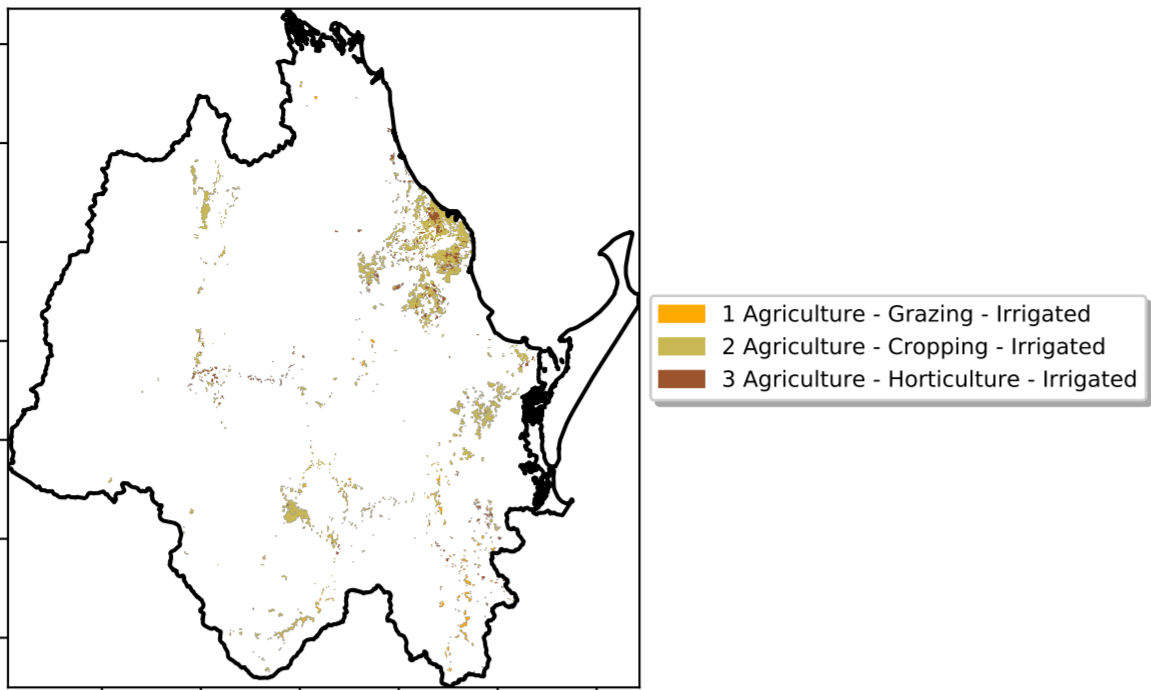 1 Agriculture - Grazing - Irrigated
2 Agriculture - Cropping - Irrigated
3 Agriculture - Horticulture - Irrigated